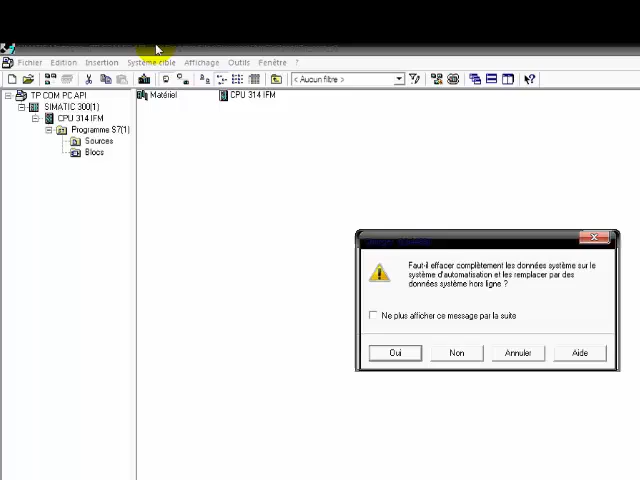 Fichier Edition Insertion Système cible Affichage Outils Fenêtre ?
< Aucun filtre >
TP COM PC API
SIMATIC 300(1)
CPU 314 IFM
Programme S7(1)
Sources
Blocs
Matériel CPU 314 IFM
Faut-il effacer complètement les données système sur le
système d'automatisation et les remplacer par des
données système hors ligne ?
Ne plus afficher ce message par la suite
Oui Non Annuler Aide